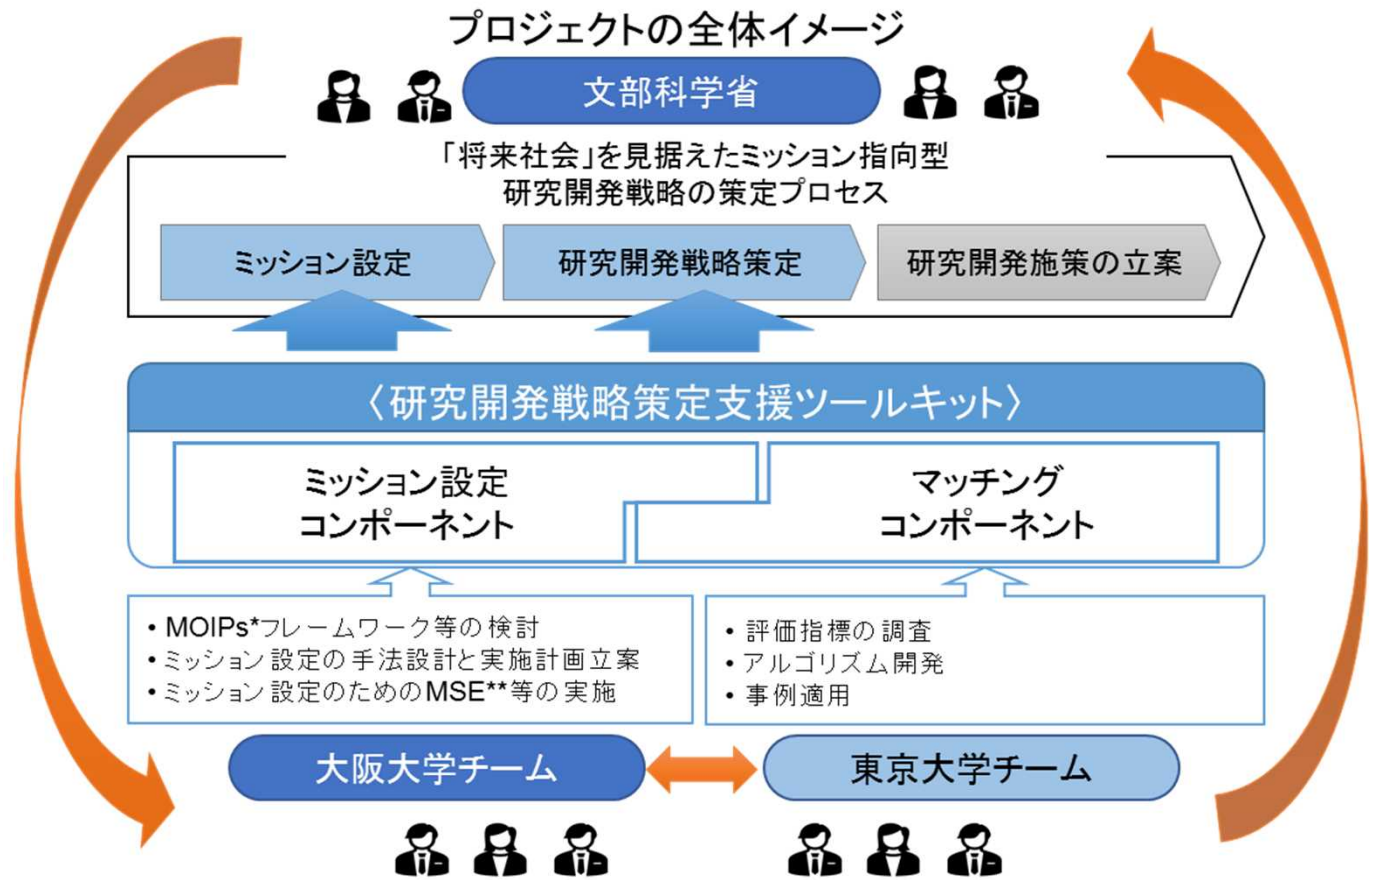 プロジェクトの全体イメージ
文部科学省
「将来社会」を見据えたミッション指向型
研究開発戦略の策定プロセス
ミッション設定
研究開発戦略策定
研究開発施策の立案
〈研究開発戦略策定支援ツールキット〉
ミッション設定
コンポーネント
マッチング
コンポーネント
• MOIPs*フレームワーク等の検討
• ミッション設定の手法設計と実施計画立案
• ミッション設定のためのMSE**等の実施
• 評価指標の調査
• アルゴリズム開発
• 事例適用
大阪大学チーム
東京大学チーム